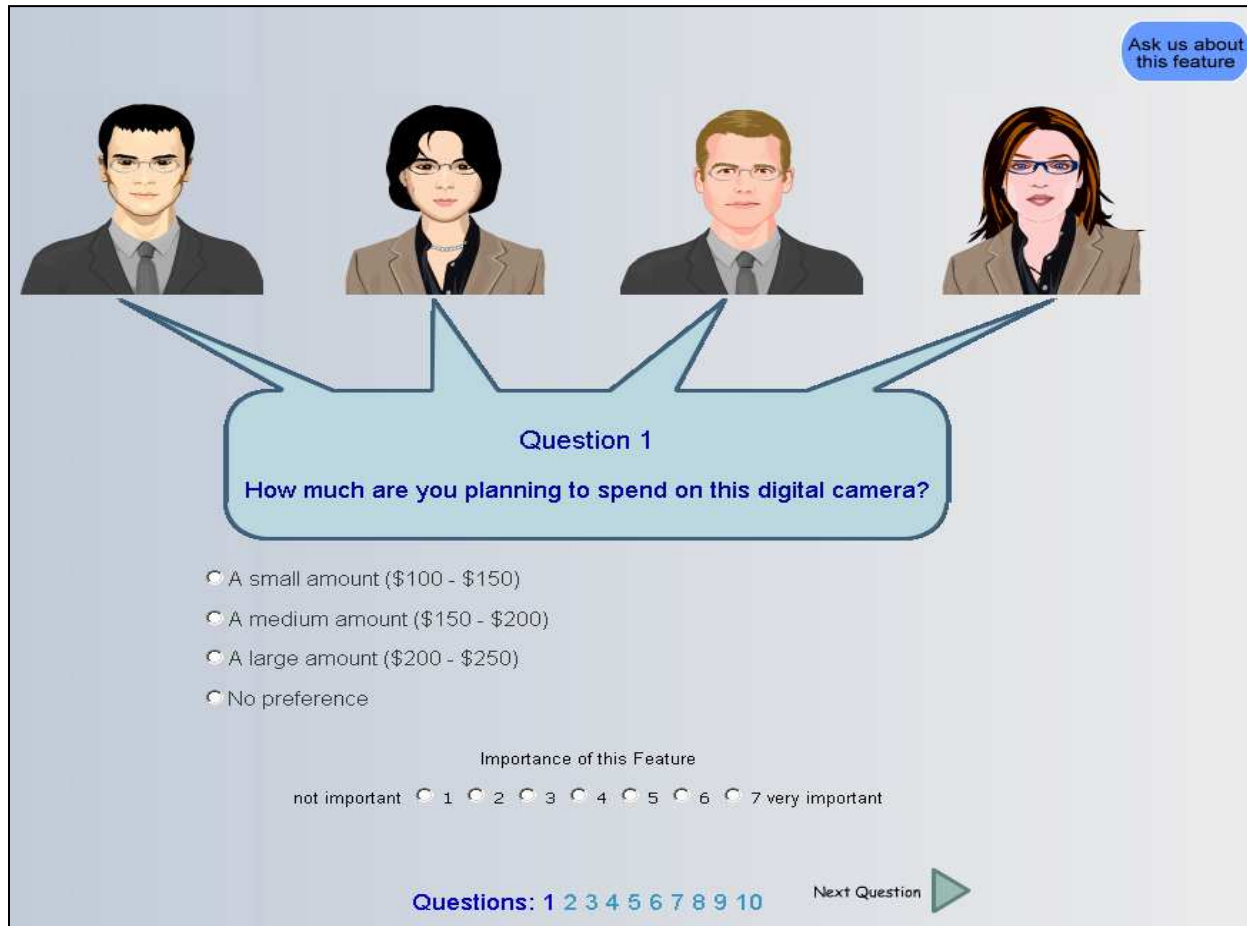 Ask us about
this feature
Question 1
How much are you planning to spend on this digital camera?
A small amount ($100 - $150)
A medium amount ($150 - $200)
A large amount ($200 - $250)
No preference
Importance of this Feature
not important 1 2 3 4 5 6 7 very important
Questions: 1 2 3 4 5 6 7 8 9 10 Next Question